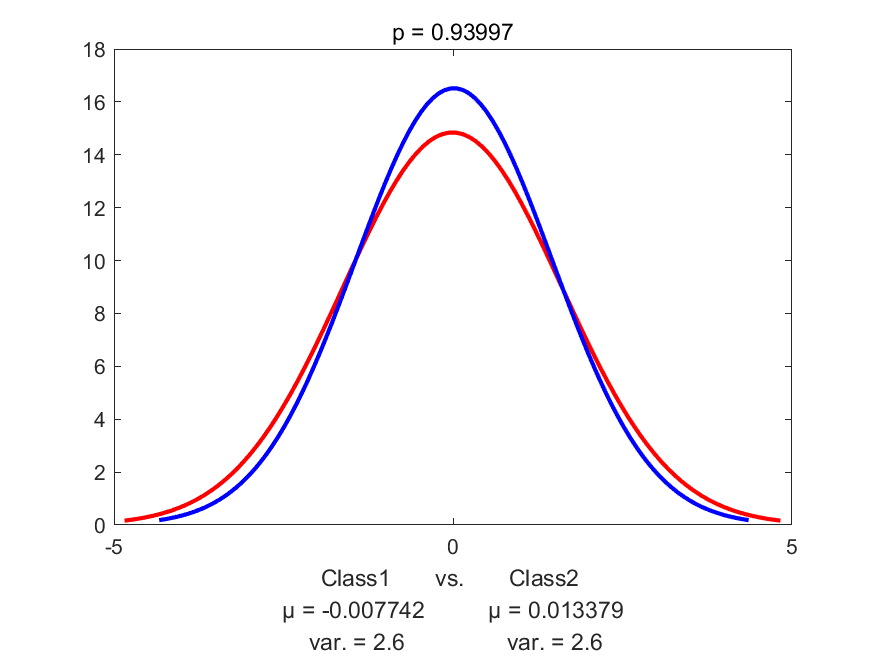 p = 0.93997
18
16
14
12
10
8
6
4
2
0
-5 0 5
Class1 vs. Class2
μ = -0.007742 μ = 0.013379
var. = 2.6 var. = 2.6